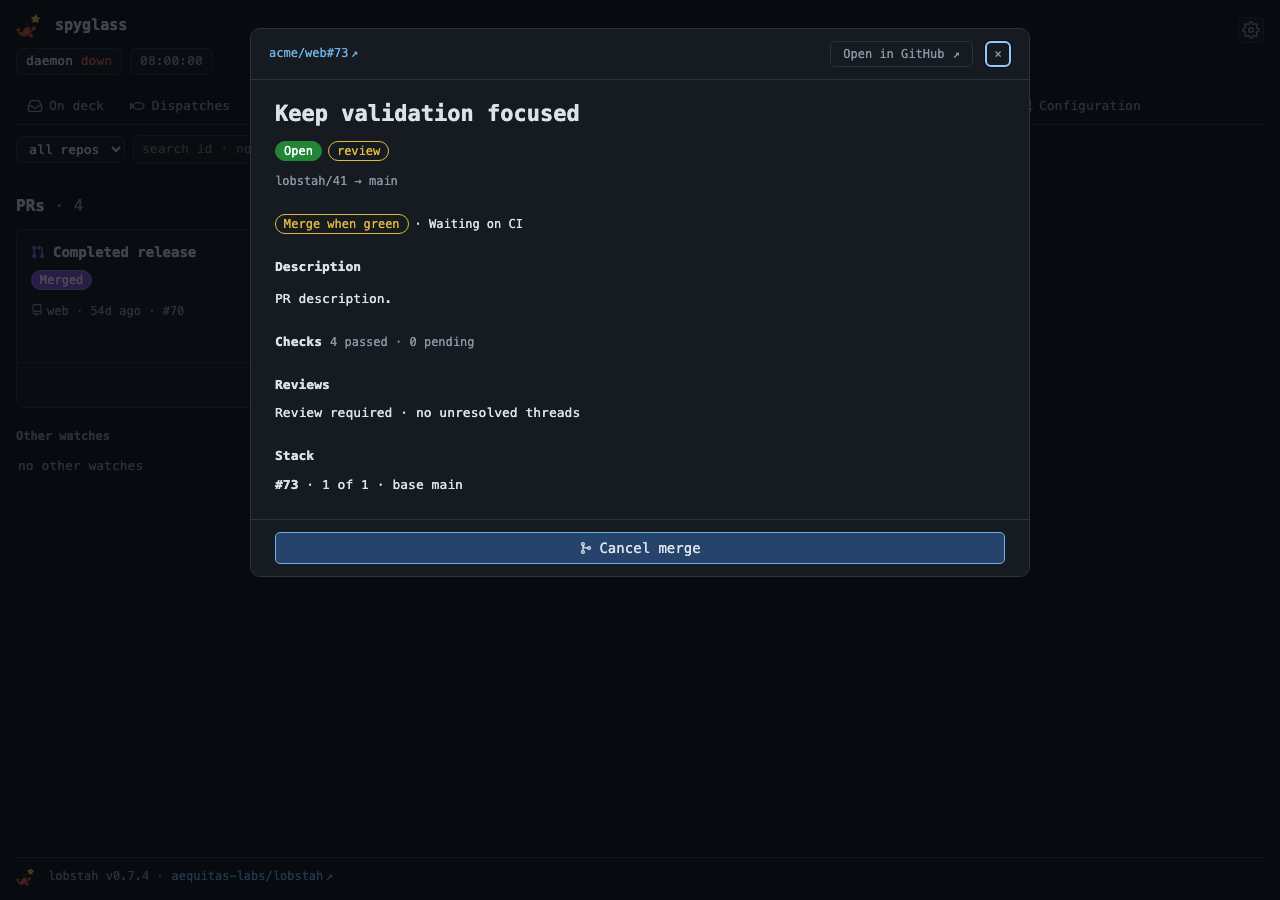 spyglass
daemon down 08:00:00
On deck Dispatches Configuration
all repos search id · no
PRs · 4
Completed release
Merged
web · 54d ago · #70
Other watches
no other watches
acme/web#73↗ Open in GitHub ↗ ×
Keep validation focused
Open review
lobstah/41 → main
Merge when green · Waiting on CI
Description
PR description.
Checks 4 passed · 0 pending
Reviews
Review required · no unresolved threads
Stack
#73 · 1 of 1 · base main
Cancel merge
lobstah v0.7.4 · aequitas-labs/lobstah↗